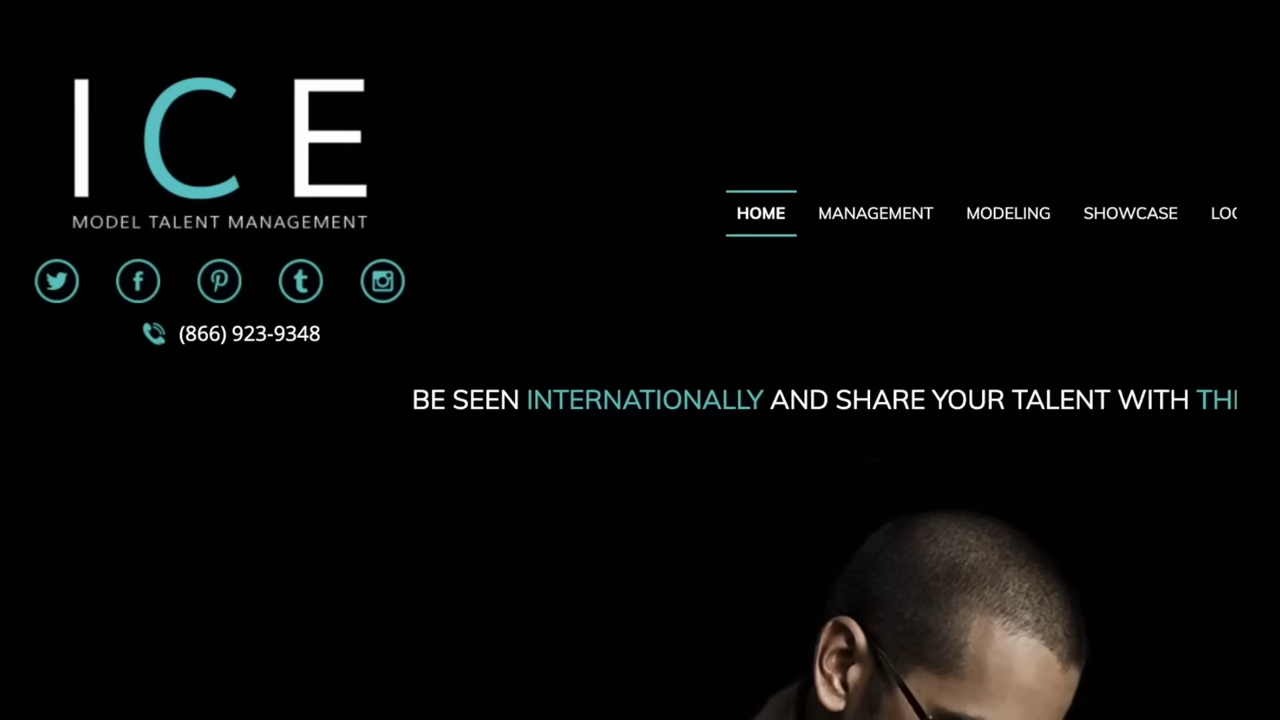 ICE
MODEL TALENT MANAGEMENT
HOME MANAGEMENT MODELING SHOWCASE
(866) 923-9348
BE SEEN INTERNATIONALLY AND SHARE YOUR TALENT WITH